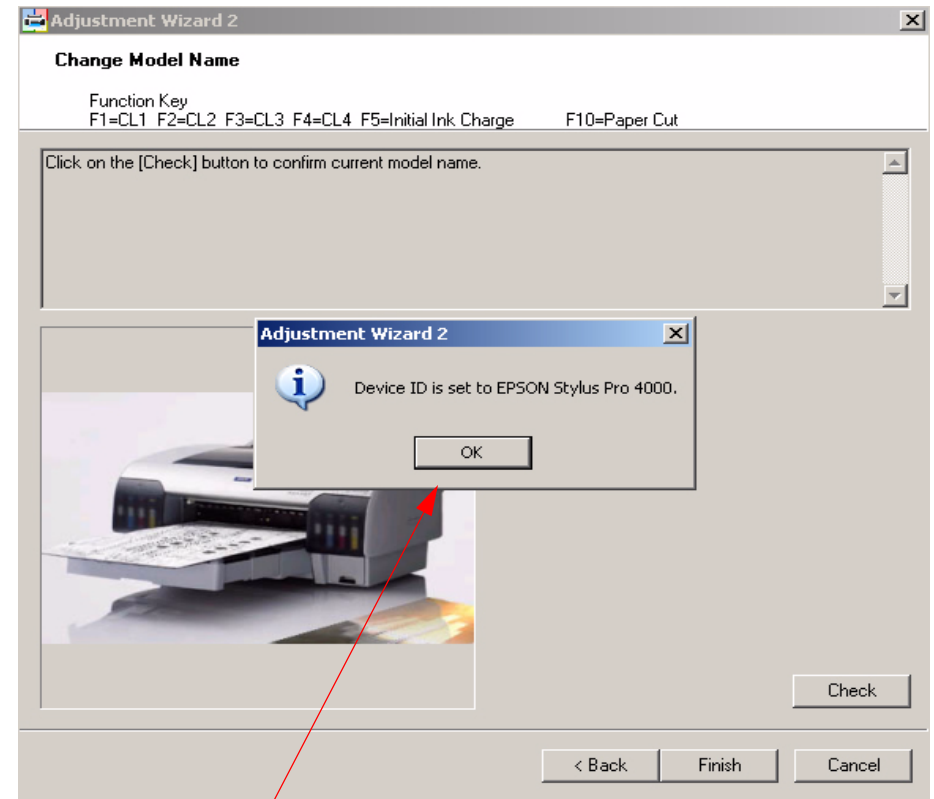 Adjustment Wizard 2
Change Model Name
Function Key
F1=CL1 F2=CL2 F3=CL3 F4=CL4 F5=Initial Ink Charge F10=Paper Cut
Click on the [Check] button to confirm current model name.
Adjustment Wizard 2
Device ID is set to EPSON Stylus Pro 4000.
OK
Check
< Back Finish Cancel